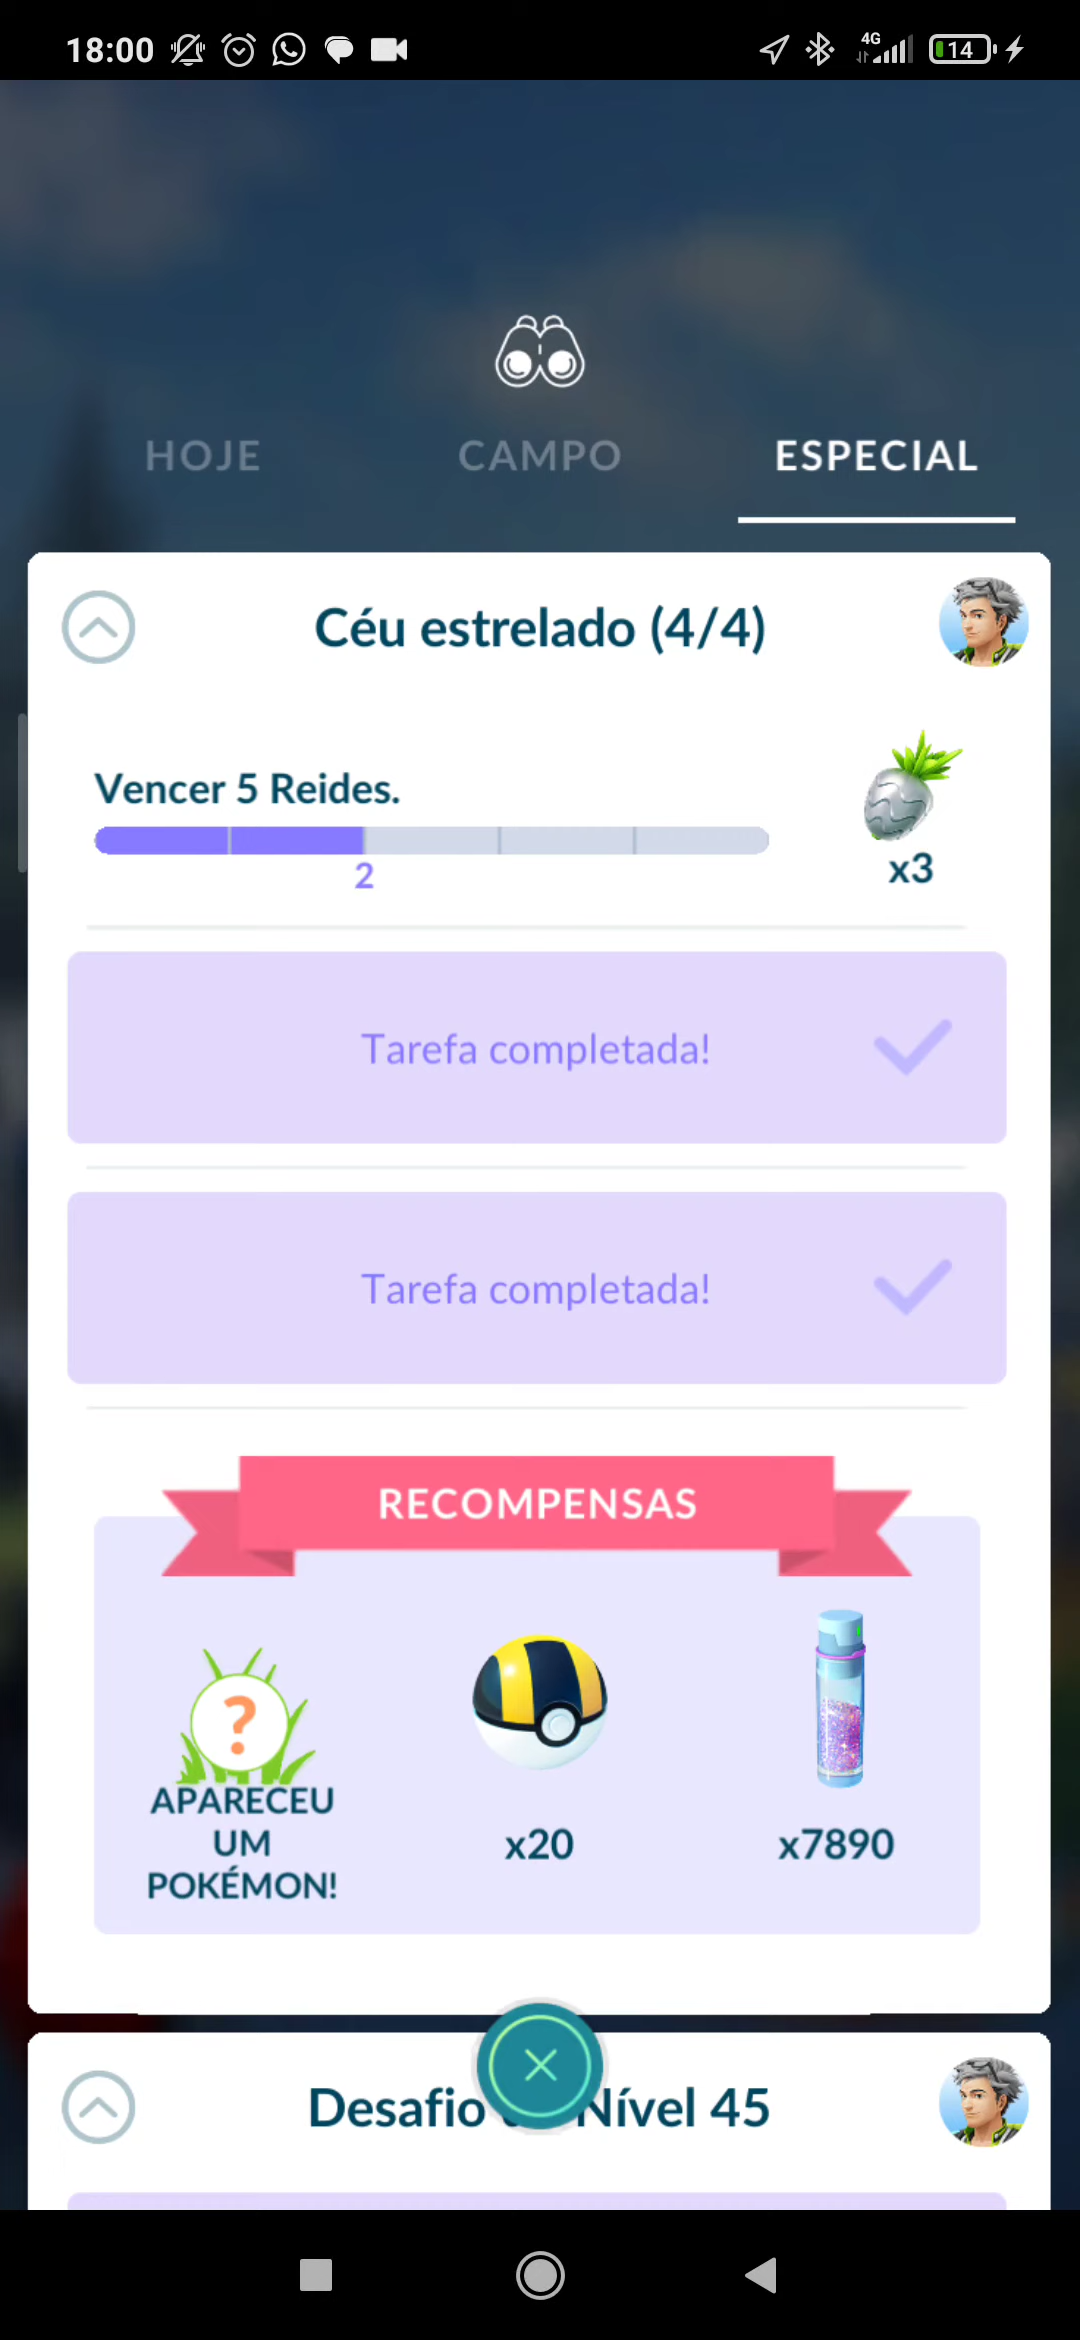 18:00
4G
14
HOJE
CAMPO
ESPECIAL
Céu estrelado (4/4)
Vencer 5 Reides.
2
x3
Tarefa completada!
Tarefa completada!
RECOMPENSAS
APARECEU
UM
POKÉMON!
x20
x7890
Desafio Nível 45